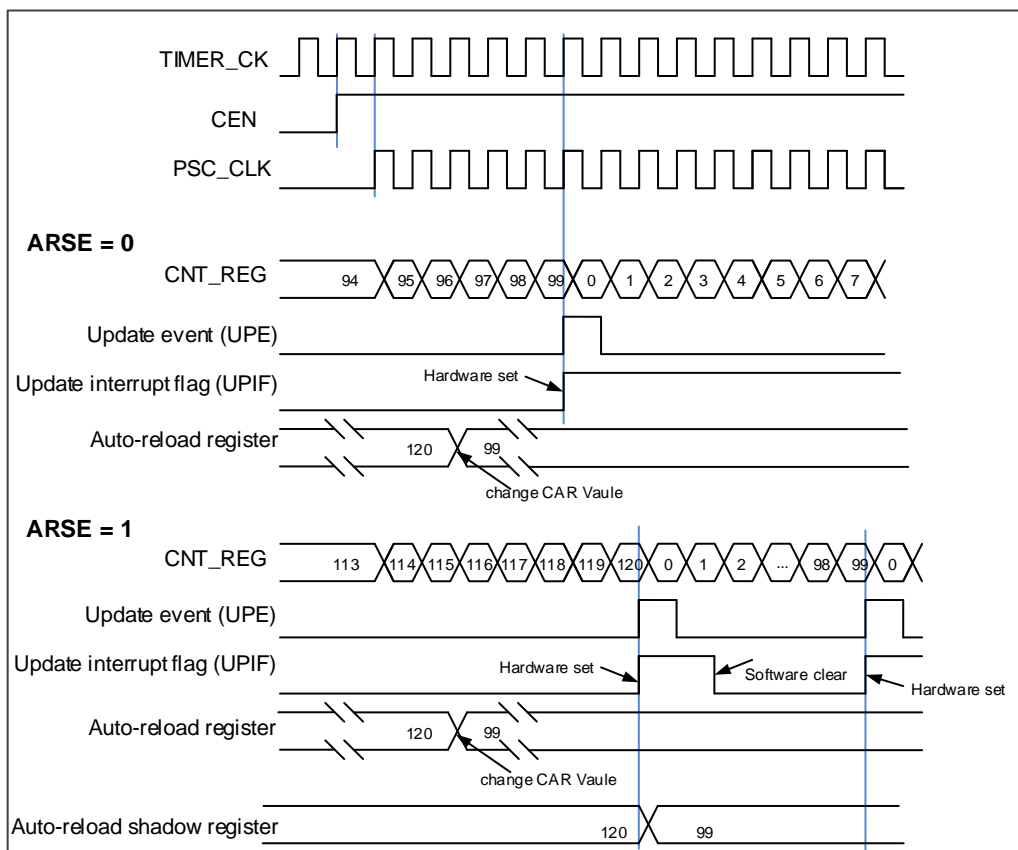 TIMER_CK
CEN
PSC_CLK
ARSE = 0
CNT_REG 94 95 96 97 98 99 0 1 2 3 4 5 6 7
Update event (UPE)
Update interrupt flag (UPIF) Hardware set
Auto-reload register 120 99
change CAR Vaule
ARSE = 1
CNT_REG 113 114 115 116 117 118 119 120 0 1 2 ... 98 99 0
Update event (UPE)
Update interrupt flag (UPIF) Hardware set Software clear Hardware set
Auto-reload register 120 99
change CAR Vaule
Auto-reload shadow register 120 99